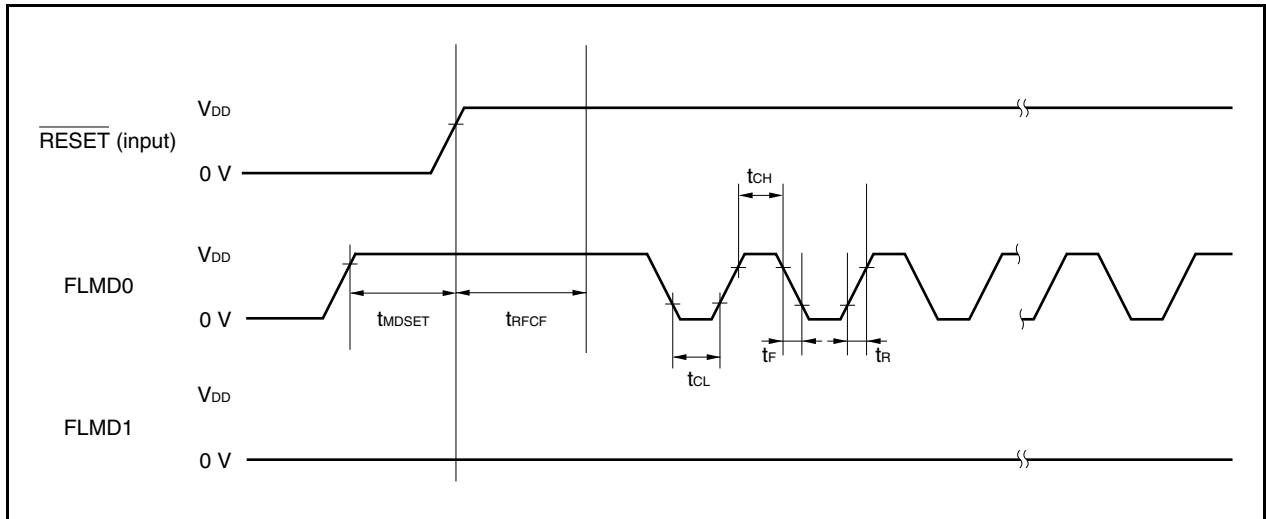 VDD
RESET (input)
0 V
tCH
VDD
FLMD0
0 V
tMDSET
tRFCF
tF
tR
tCL
VDD
FLMD1
0 V